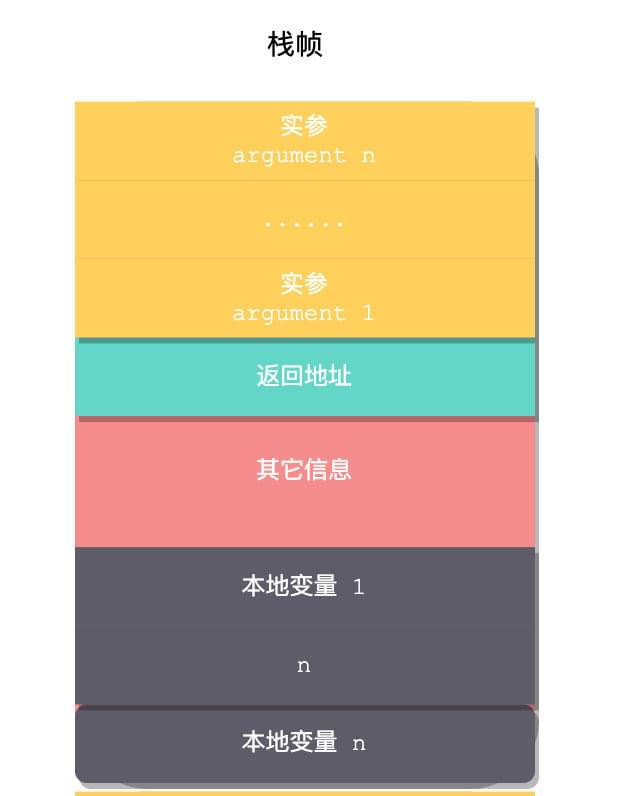 栈帧
实参
argument n
......
实参
argument 1
返回地址
其它信息
本地变量 1
n
本地变量 n